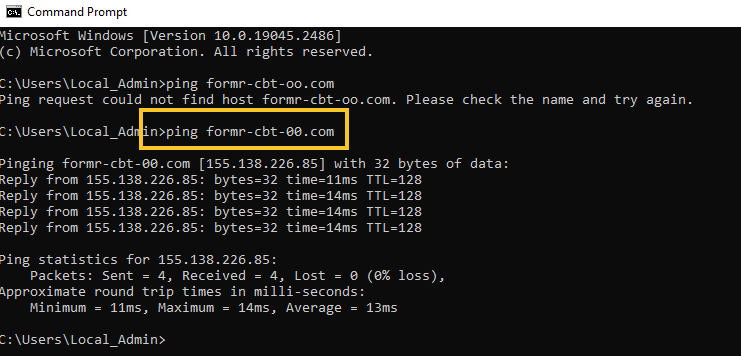 Command Prompt
Microsoft Windows [Version 10.0.19045.2486]
(c) Microsoft Corporation. All rights reserved.
C:\Users\Local_Admin>ping formr-cbt-oo.com
Ping request could not find host formr-cbt-oo.com. Please check the name and try again.
C:\Users\Local_Admin>ping formr-cbt-00.com
Pinging formr-cbt-00.com [155.138.226.85] with 32 bytes of data:
Reply from 155.138.226.85: bytes=32 time=11ms TTL=128
Reply from 155.138.226.85: bytes=32 time=14ms TTL=128
Reply from 155.138.226.85: bytes=32 time=14ms TTL=128
Reply from 155.138.226.85: bytes=32 time=14ms TTL=128
Ping statistics for 155.138.226.85:
    Packets: Sent = 4, Received = 4, Lost = 0 (0% loss),
Approximate round trip times in milli-seconds:
    Minimum = 11ms, Maximum = 14ms, Average = 13ms
C:\Users\Local_Admin>